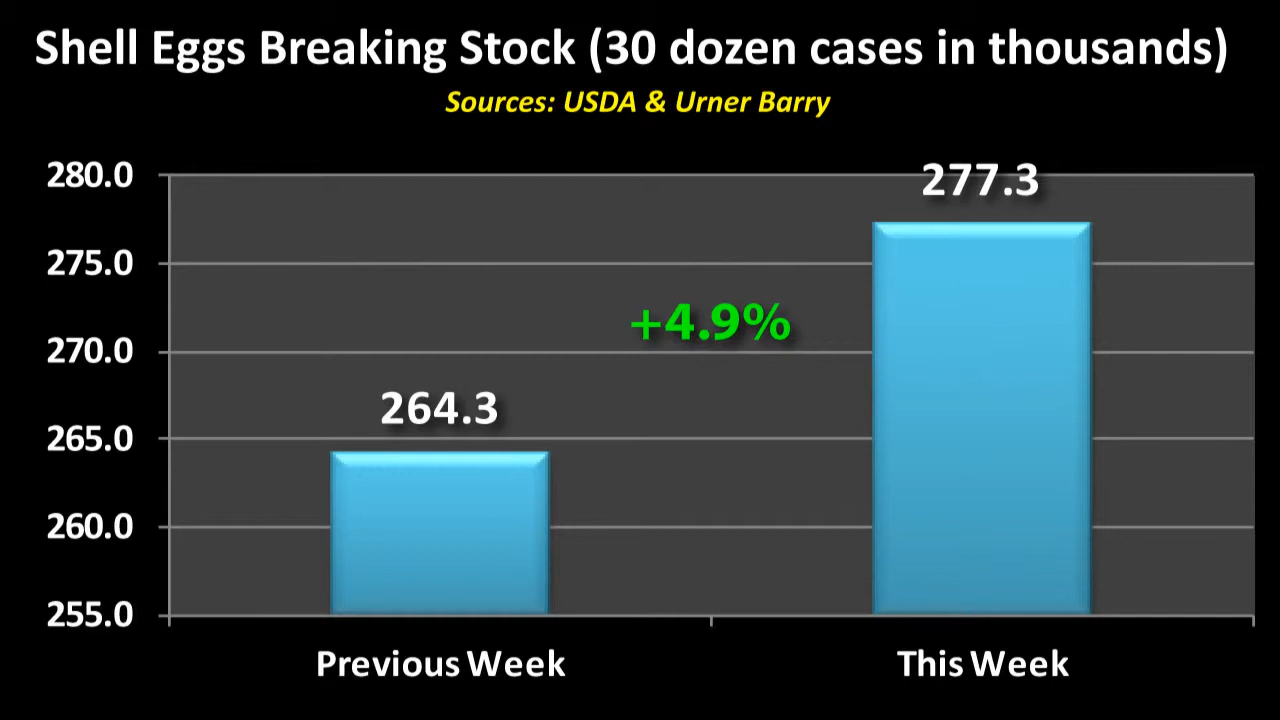 Shell Eggs Breaking Stock (30 dozen cases in thousands)
Sources: USDA & Urner Barry
280.0
277.3
275.0
+4.9%
270.0
264.3
265.0
260.0
255.0
Previous Week
This Week